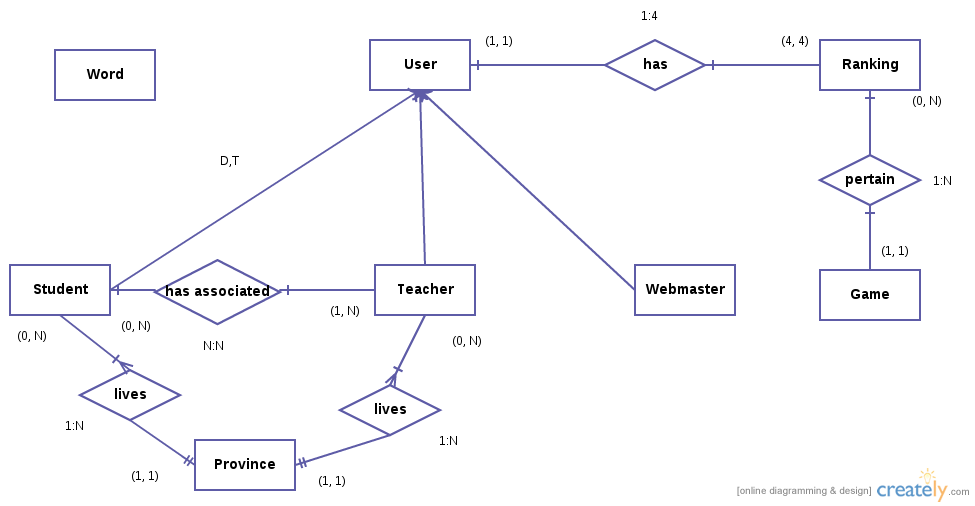 1:4
(1, 1)
(4, 4)
User
has
Ranking
Word
(0, N)
D,T
pertain
1:N
(1, 1)
Student
has associated
Teacher
Webmaster
Game
(0, N)
(0, N)
(1, N)
N:N
(0, N)
lives
lives
1:N
1:N
Province
(1, 1)
(1, 1)
[online diagramming & design] creately.com